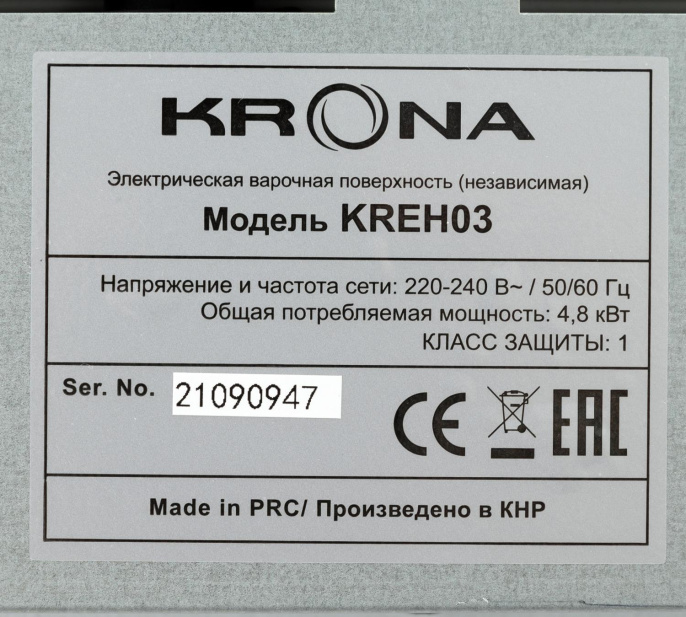 KRONA
Электрическая варочная поверхность (независимая)
Модель KREH03
Напряжение и частота сети: 220-240 В~ / 50/60 Гц
Общая потребляемая мощность: 4,8 кВт
КЛАСС ЗАЩИТЫ: 1
Ser. No. 21090947
CE EAC
Made in PRC/ Произведено в КНР